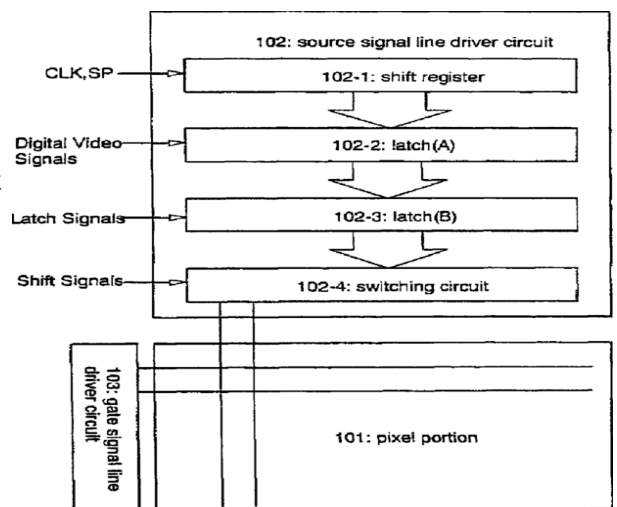 102: source signal line driver circuit
CLK,SP
102-1: shift register
Digital Video
Signals
102-2: latch(A)
Latch Signals
102-3: latch(B)
Shift Signals
102-4: switching circuit
103: gate signal line
driver circuit
101: pixel portion